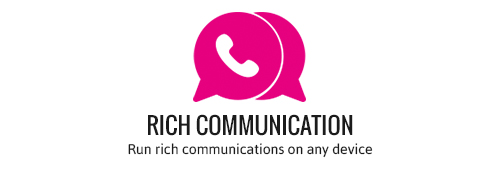 RICH COMMUNICATION
Run rich communications on any device